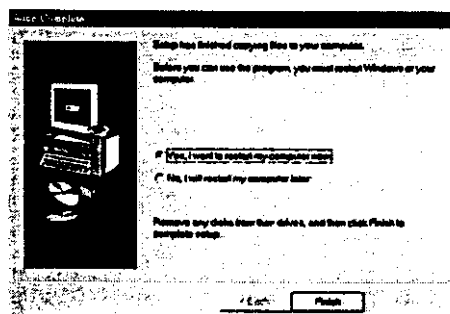 Setup Complete
Setup has finished copying files to your computer.
Before you can use the program, you must restart Windows or your
computer.
Yes, I want to restart my computer now.
No, I will restart my computer later.
Remove any disks from their drives, and then click Finish to
complete setup.
< Back
Finish